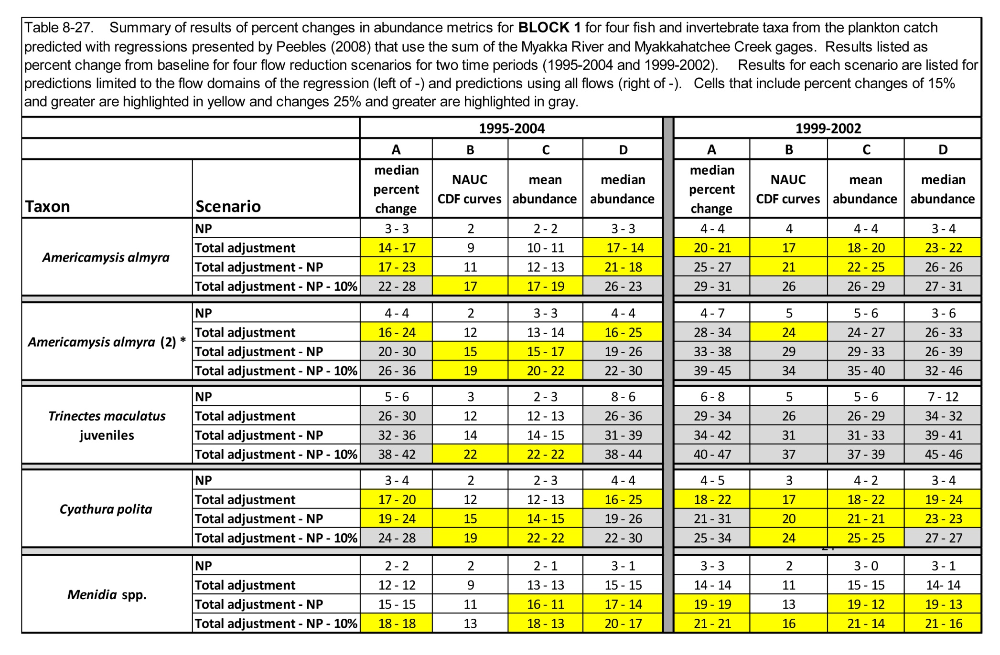 Table 8-27. Summary of results of percent changes in abundance metrics for BLOCK 1 for four fish and invertebrate taxa from the plankton catch
predicted with regressions presented by Peebles (2008) that use the sum of the Myakka River and Myakkahatchee Creek gages. Results listed as
percent change from baseline for four flow reduction scenarios for two time periods (1995-2004 and 1999-2002). Results for each scenario are listed for
predictions limited to the flow domains of the regression (left of -) and predictions using all flows (right of -). Cells that include percent changes of 15%
and greater are highlighted in yellow and changes 25% and greater are highlighted in gray.
1995-2004 1999-2002
A B C D A B C D
Taxon Scenario median percent change NAUC CDF curves mean abundance median abundance median percent change NAUC CDF curves mean abundance median abundance
Americamysis almyra
NP 3 - 3 2 2 - 2 3 - 3 4 - 4 4 4 - 4 3 - 4
Total adjustment 14 - 17 9 10 - 11 17 - 14 20 - 21 17 18 - 20 23 - 22
Total adjustment - NP 17 - 23 11 12 - 13 21 - 18 25 - 27 21 22 - 25 26 - 26
Total adjustment - NP - 10% 22 - 28 17 17 - 19 26 - 23 29 - 31 26 26 - 29 27 - 31
Americamysis almyra (2) *
NP 4 - 4 2 3 - 3 4 - 4 4 - 7 5 5 - 6 3 - 6
Total adjustment 16 - 24 12 13 - 14 16 - 25 28 - 34 24 24 - 27 26 - 33
Total adjustment - NP 20 - 30 15 15 - 17 19 - 26 33 - 38 29 29 - 33 26 - 39
Total adjustment - NP - 10% 26 - 36 19 20 - 22 22 - 30 39 - 45 34 35 - 40 32 - 46
Trinectes maculatus
juveniles
NP 5 - 6 3 2 - 3 8 - 6 6 - 8 5 5 - 6 7 - 12
Total adjustment 26 - 30 12 12 - 13 26 - 36 29 - 34 26 26 - 29 34 - 32
Total adjustment - NP 32 - 36 14 14 - 15 31 - 39 34 - 42 31 31 - 33 39 - 41
Total adjustment - NP - 10% 38 - 42 22 22 - 22 38 - 44 40 - 47 37 37 - 39 45 - 46
Cyathura polita
NP 3 - 4 2 2 - 3 4 - 4 4 - 5 3 4 - 2 3 - 4
Total adjustment 17 - 20 12 12 - 13 16 - 25 18 - 22 17 18 - 22 19 - 24
Total adjustment - NP 19 - 24 15 14 - 15 19 - 26 21 - 31 20 21 - 21 23 - 23
Total adjustment - NP - 10% 24 - 28 19 22 - 22 22 - 30 25 - 34 24 25 - 25 27 - 27
Menidia spp.
NP 2 - 2 2 2 - 1 3 - 1 3 - 3 2 3 - 0 3 - 1
Total adjustment 12 - 12 9 13 - 13 15 - 15 14 - 14 11 15 - 15 14- 14
Total adjustment - NP 15 - 15 11 16 - 11 17 - 14 19 - 19 13 19 - 12 19 - 13
Total adjustment - NP - 10% 18 - 18 13 18 - 13 20 - 17 21 - 21 16 21 - 14 21 - 16